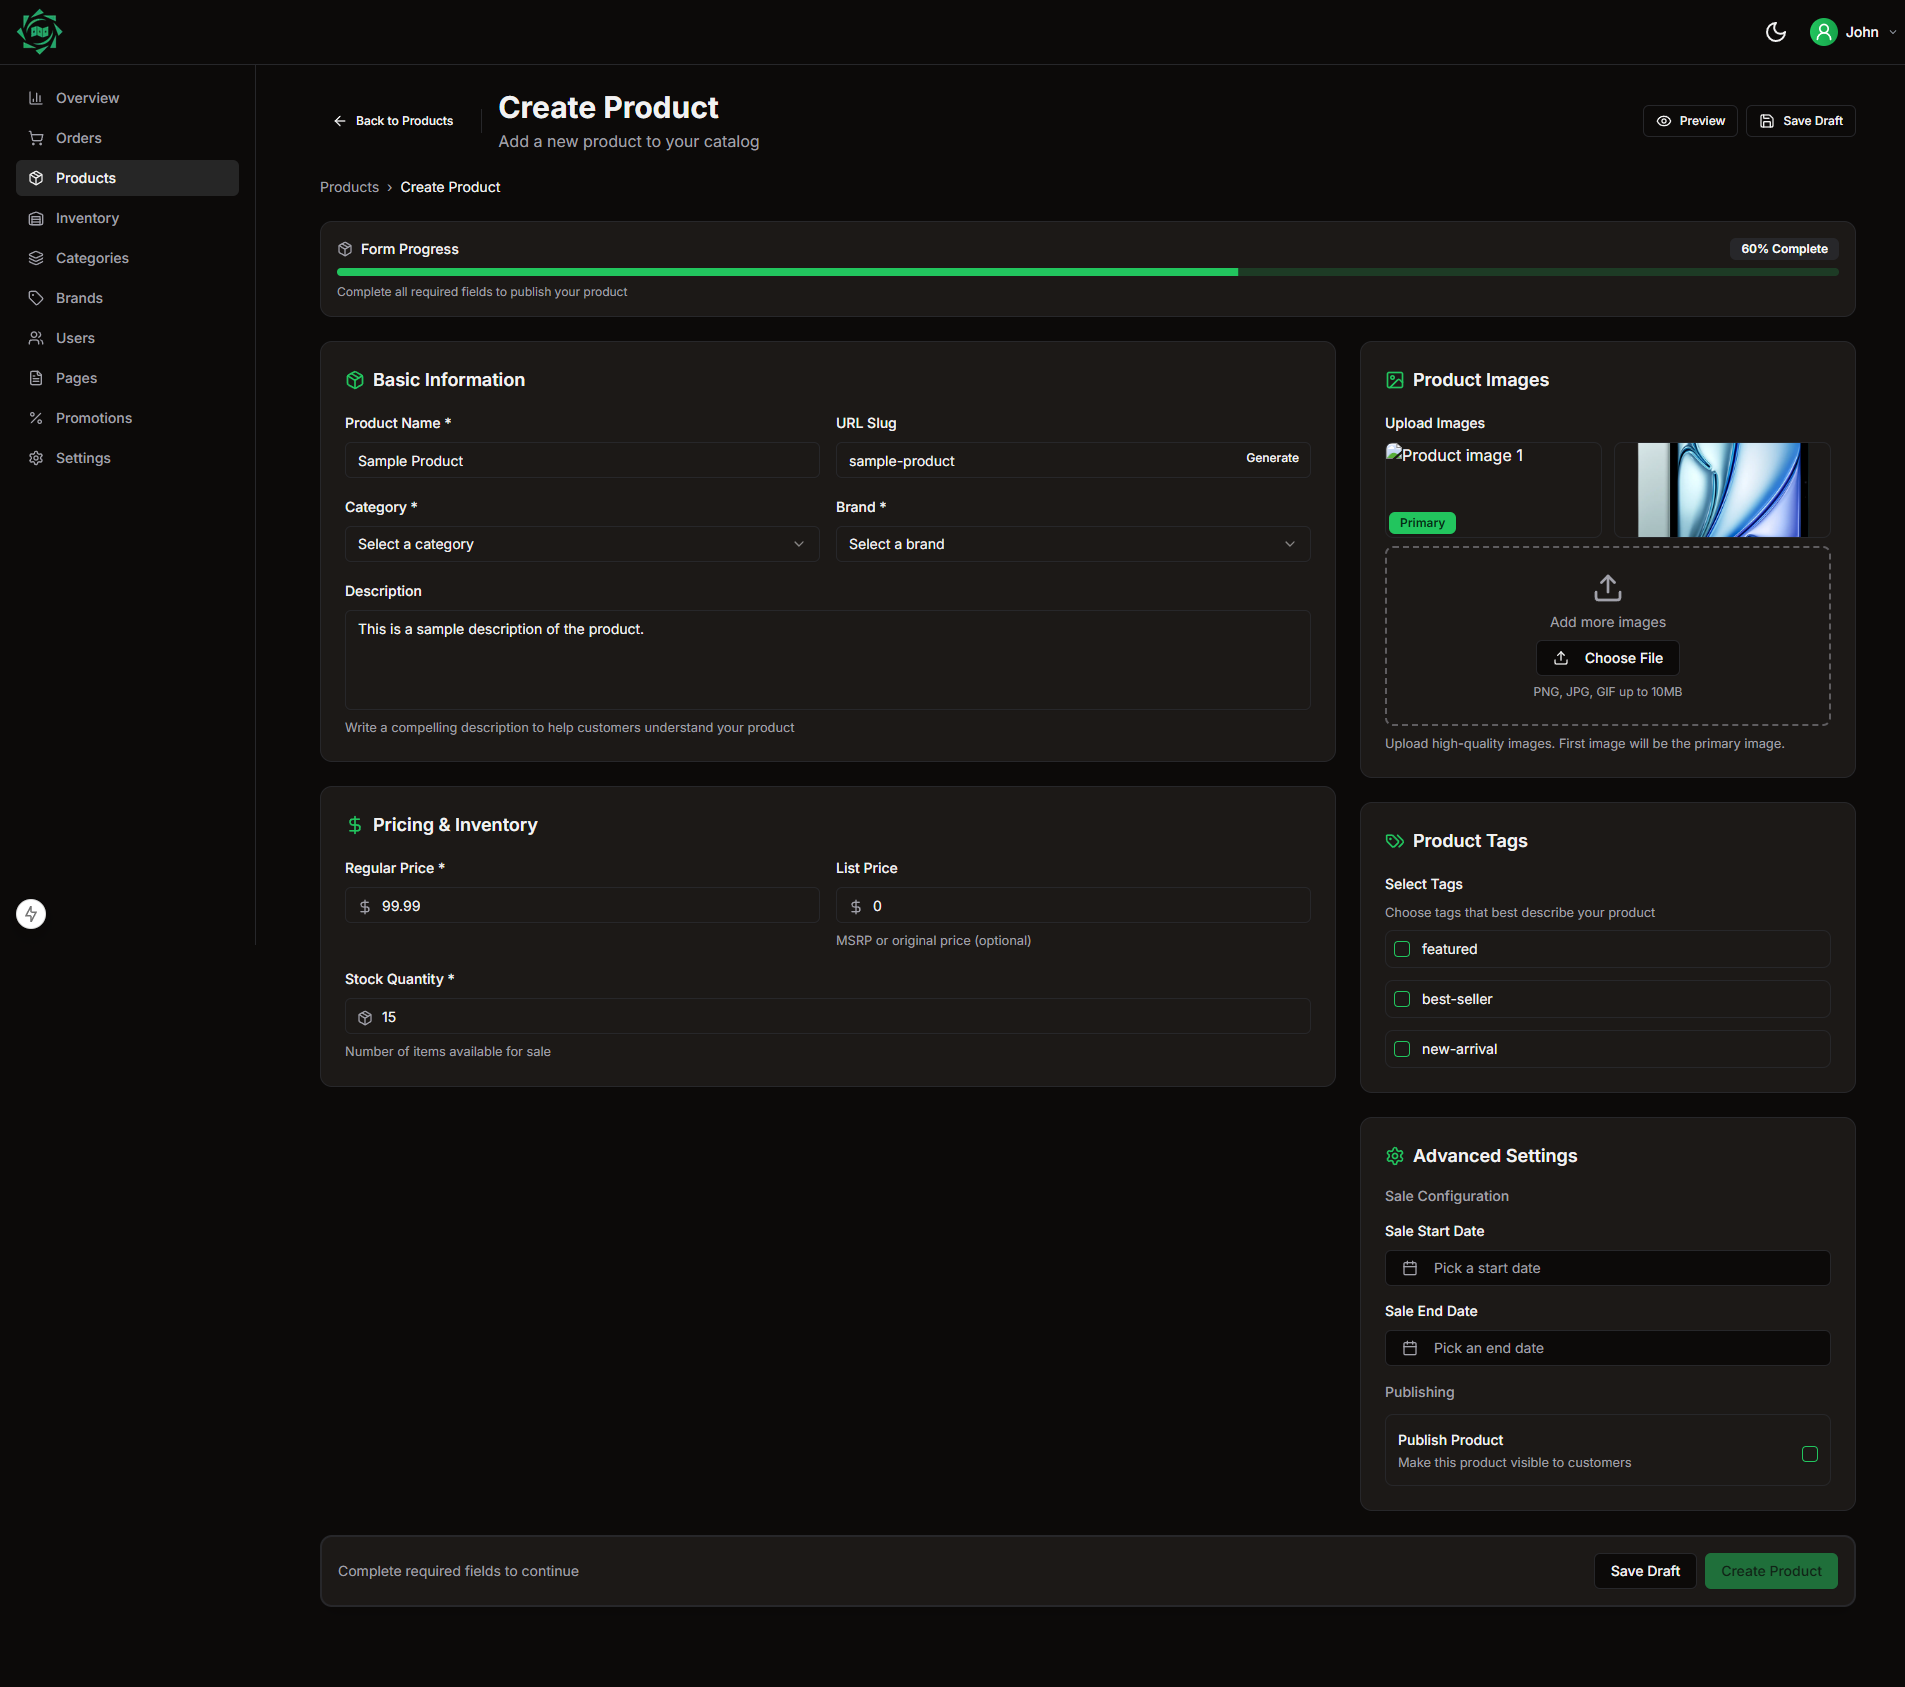 John
Overview
Orders
Products
Inventory
Categories
Brands
Users
Pages
Promotions
Settings
Back to Products
Create Product
Add a new product to your catalog
Preview
Save Draft
Products › Create Product
Form Progress
60% Complete
Complete all required fields to publish your product
Basic Information
Product Name *
Sample Product
URL Slug
sample-product
Generate
Category *
Select a category
Brand *
Select a brand
Description
This is a sample description of the product.
Write a compelling description to help customers understand your product
Pricing & Inventory
Regular Price *
$ 99.99
List Price
$ 0
MSRP or original price (optional)
Stock Quantity *
15
Number of items available for sale
Product Images
Upload Images
Product image 1
Primary
Add more images
Choose File
PNG, JPG, GIF up to 10MB
Upload high-quality images. First image will be the primary image.
Product Tags
Select Tags
Choose tags that best describe your product
featured
best-seller
new-arrival
Advanced Settings
Sale Configuration
Sale Start Date
Pick a start date
Sale End Date
Pick an end date
Publishing
Publish Product
Make this product visible to customers
Complete required fields to continue
Save Draft
Create Product